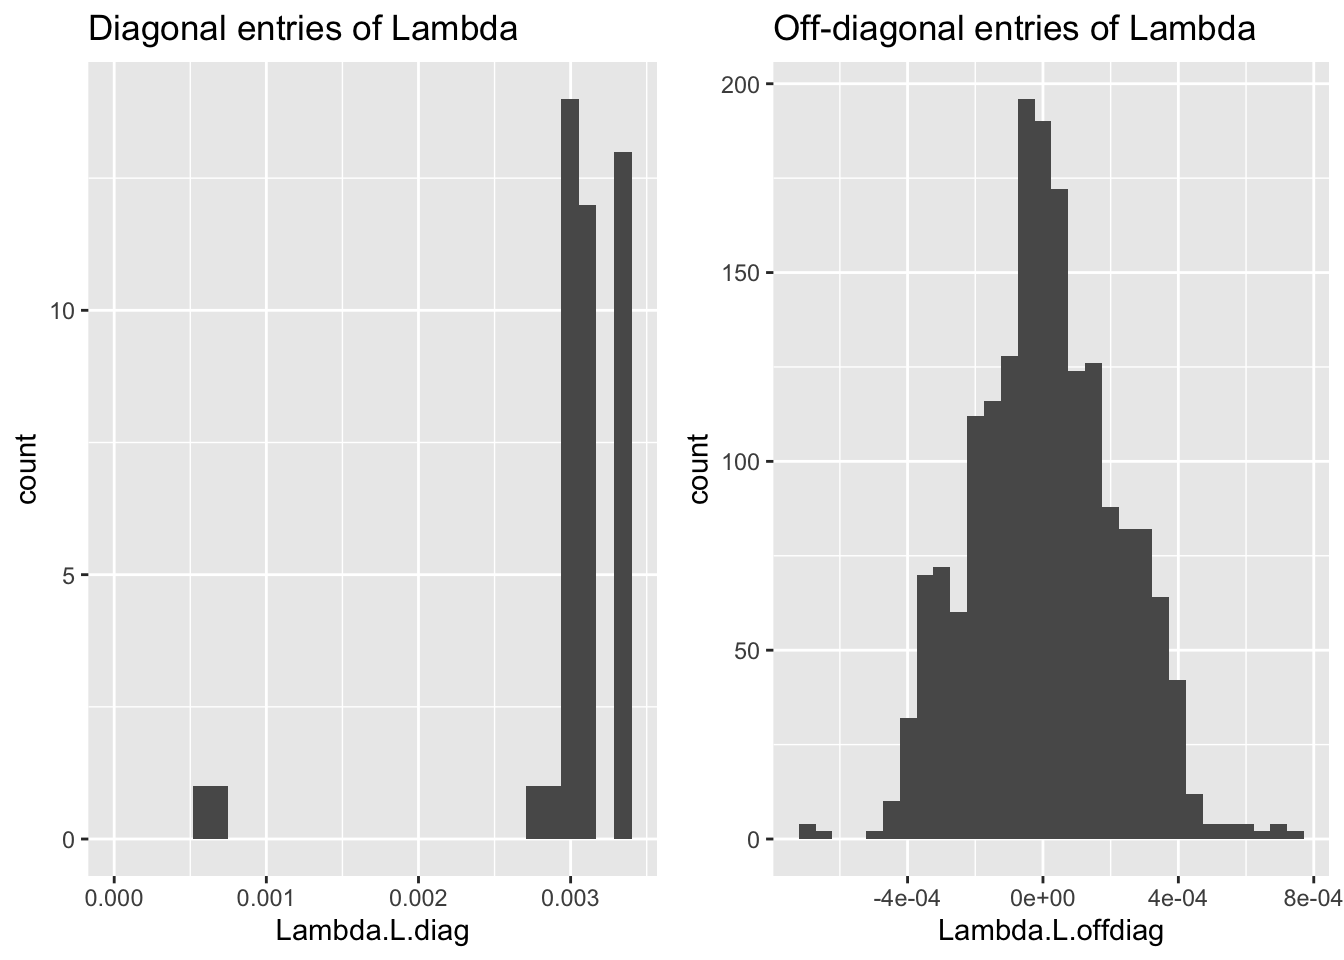 Diagonal entries of Lambda
10
5
0
count
0.000 0.001 0.002 0.003
Lambda.L.diag
Off-diagonal entries of Lambda
200
150
100
50
0
count
-4e-04 0e+00 4e-04 8e-04
Lambda.L.offdiag